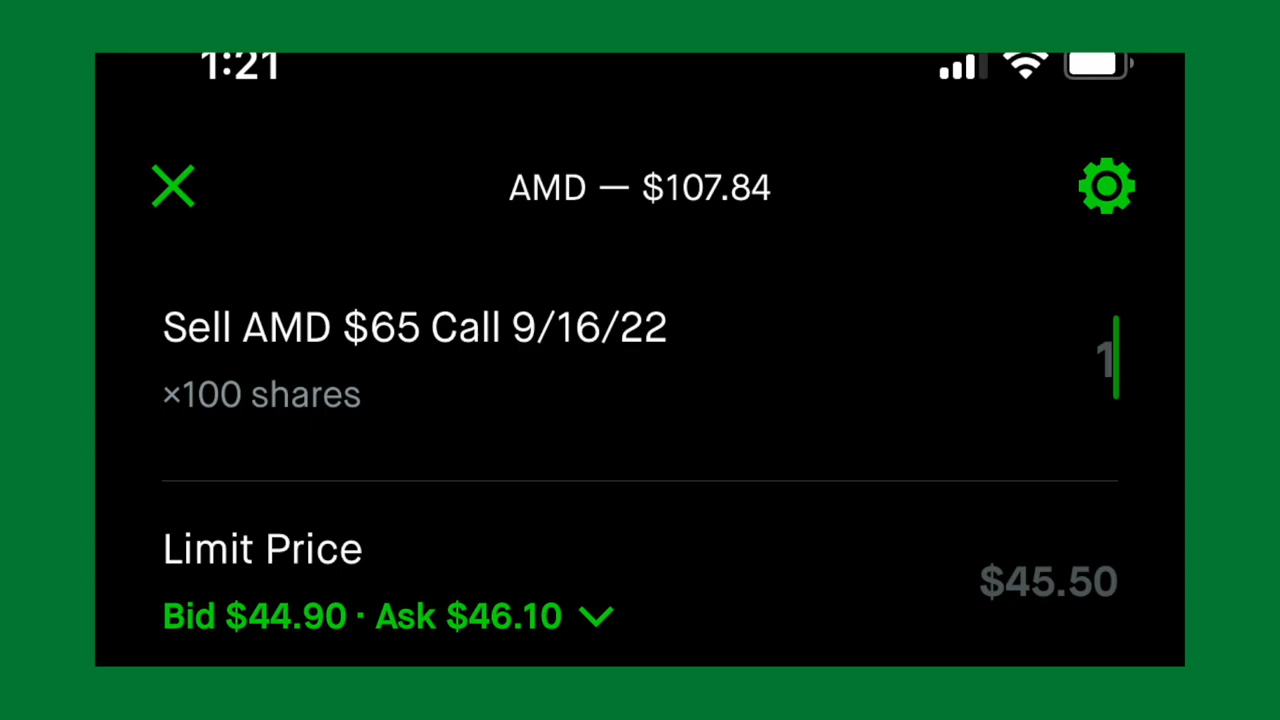 1:21
AMD — $107.84
Sell AMD $65 Call 9/16/22
1
×100 shares
Limit Price
$45.50
Bid $44.90 · Ask $46.10